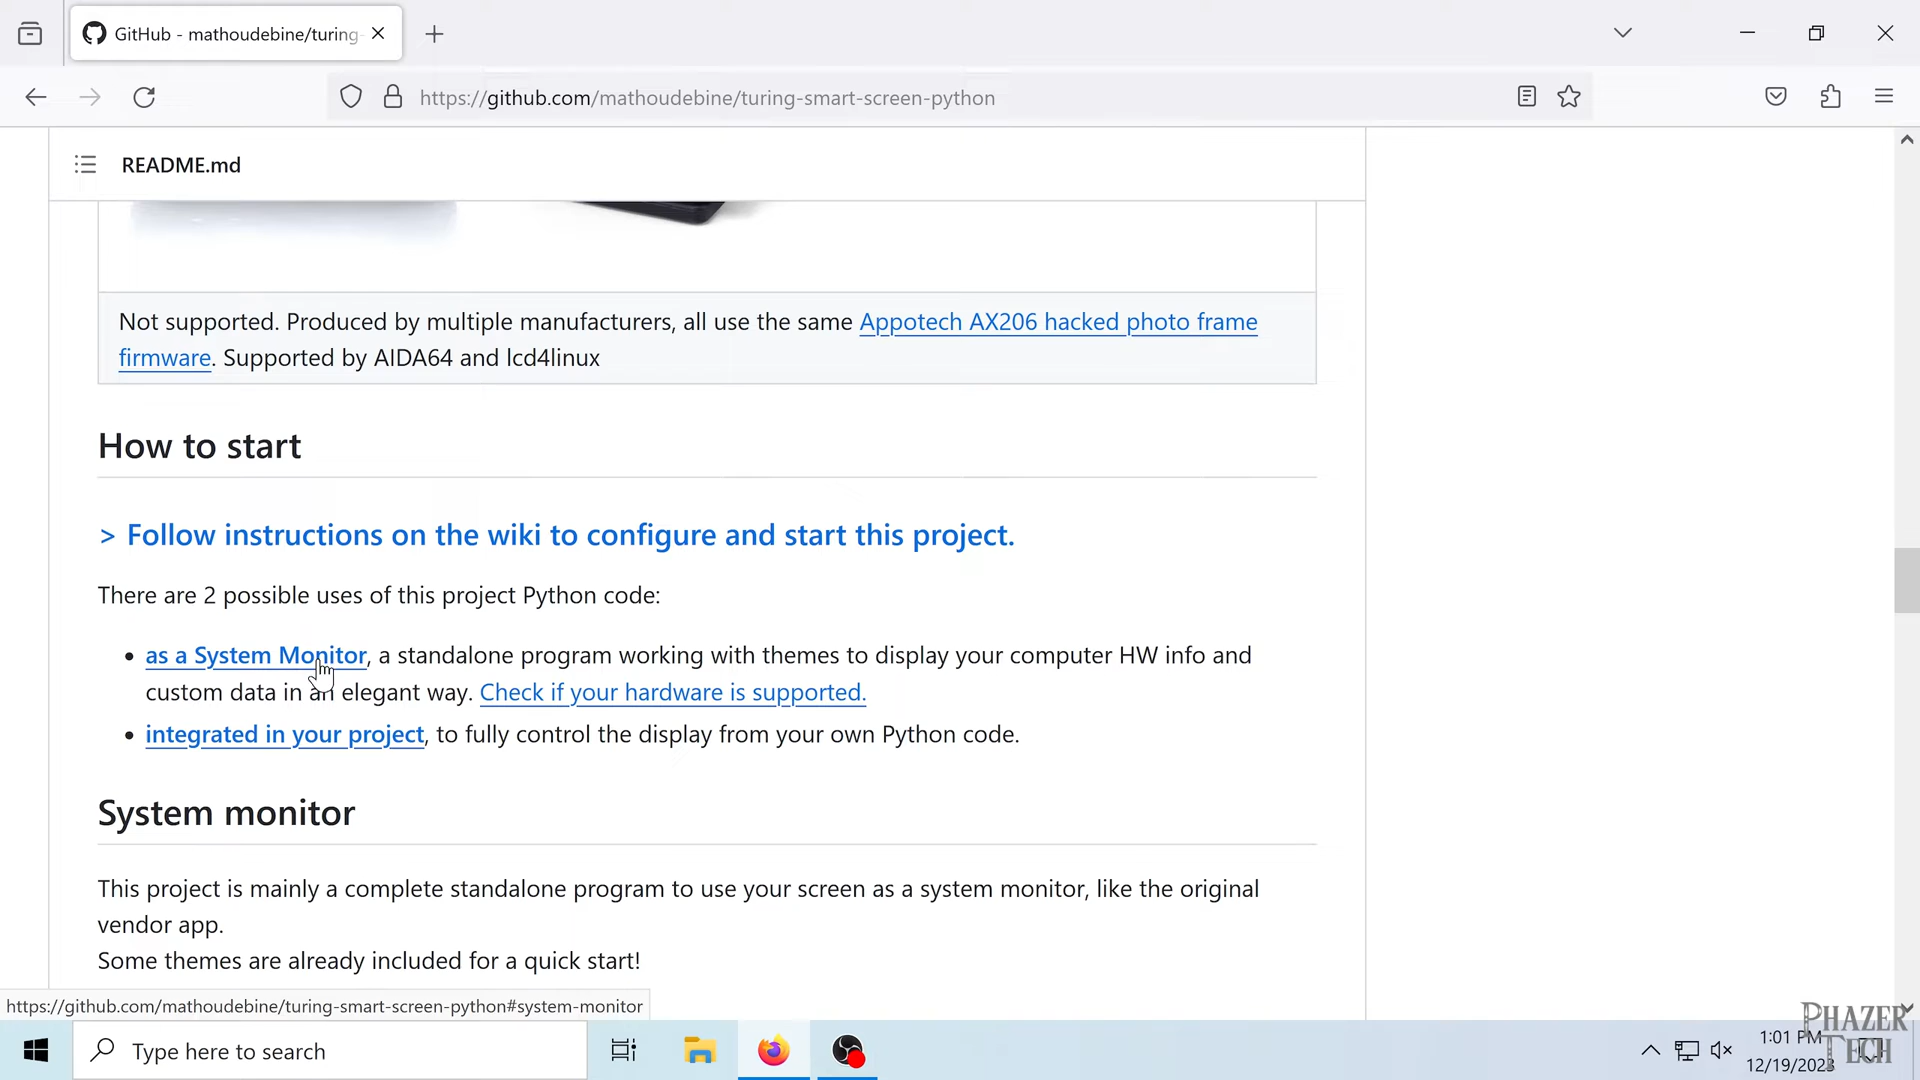 GitHub - mathoudebine/turing-
https://github.com/mathoudebine/turing-smart-screen-python
README.md
Not supported. Produced by multiple manufacturers, all use the same Appotech AX206 hacked photo frame
firmware. Supported by AIDA64 and lcd4linux
How to start
> Follow instructions on the wiki to configure and start this project.
There are 2 possible uses of this project Python code:
• as a System Monitor, a standalone program working with themes to display your computer HW info and
custom data in an elegant way. Check if your hardware is supported.
• integrated in your project, to fully control the display from your own Python code.
System monitor
This project is mainly a complete standalone program to use your screen as a system monitor, like the original
vendor app.
Some themes are already included for a quick start!
https://github.com/mathoudebine/turing-smart-screen-python#system-monitor
Type here to search
1:01 PM
12/19/202
PHAZER
TECH